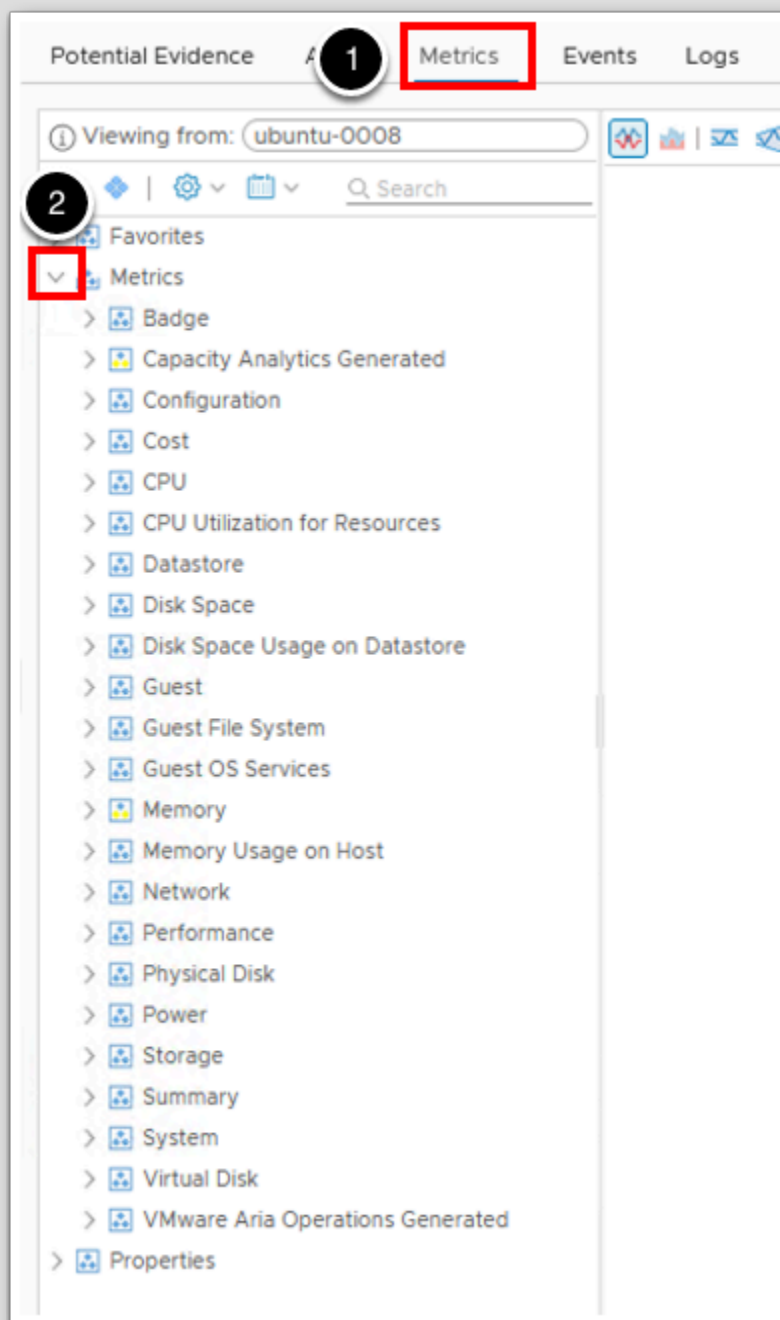 Potential Evidence A 1 Metrics Events Logs
Viewing from: ubuntu-0008
2 Search
Favorites
Metrics
Badge
Capacity Analytics Generated
Configuration
Cost
CPU
CPU Utilization for Resources
Datastore
Disk Space
Disk Space Usage on Datastore
Guest
Guest File System
Guest OS Services
Memory
Memory Usage on Host
Network
Performance
Physical Disk
Power
Storage
Summary
System
Virtual Disk
VMware Aria Operations Generated
Properties